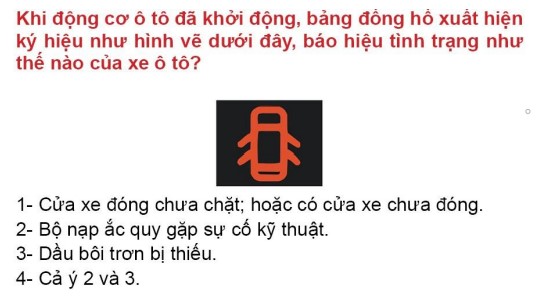 Khi động cơ ô tô đã khởi động, bảng đồng hồ xuất hiện
ký hiệu như hình vẽ dưới đây, báo hiệu tình trạng như
thế nào của xe ô tô?
1- Cửa xe đóng chưa chặt; hoặc có cửa xe chưa đóng.
2- Bộ nạp ắc quy gặp sự cố kỹ thuật.
3- Dầu bôi trơn bị thiếu.
4- Cả ý 2 và 3.